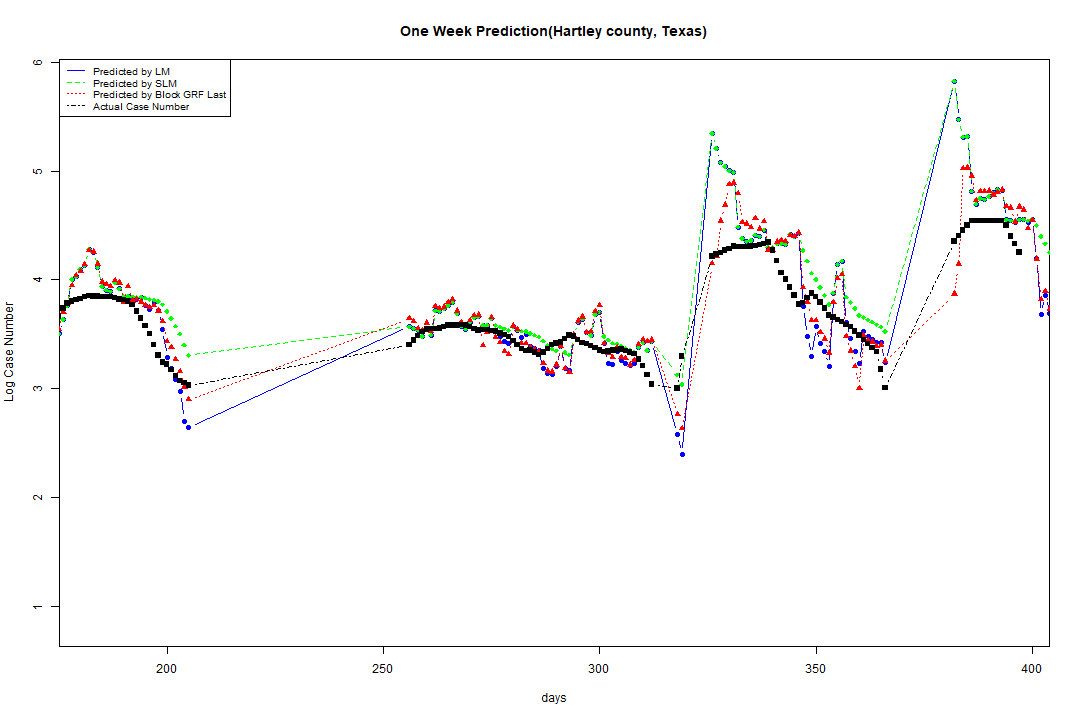 One Week Prediction(Hartley county, Texas)
Predicted by LM
Predicted by SLM
Predicted by Block GRF Last
Actual Case Number
Log Case Number
6
5
4
3
2
1
200 250 300 350 400
days